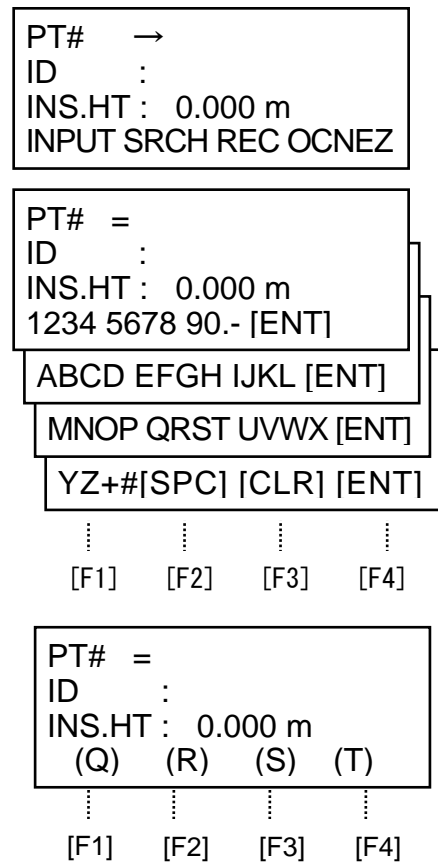 PT# →
ID :
INS.HT : 0.000 m
INPUT SRCH REC OCNEZ
PT# =
ID :
INS.HT : 0.000 m
1234 5678 90.- [ENT]
ABCD EFGH IJKL [ENT]
MNOP QRST UVWX [ENT]
YZ+#[SPC] [CLR] [ENT]
[F1] [F2] [F3] [F4]
PT# =
ID :
INS.HT : 0.000 m
(Q) (R) (S) (T)
[F1] [F2] [F3] [F4]